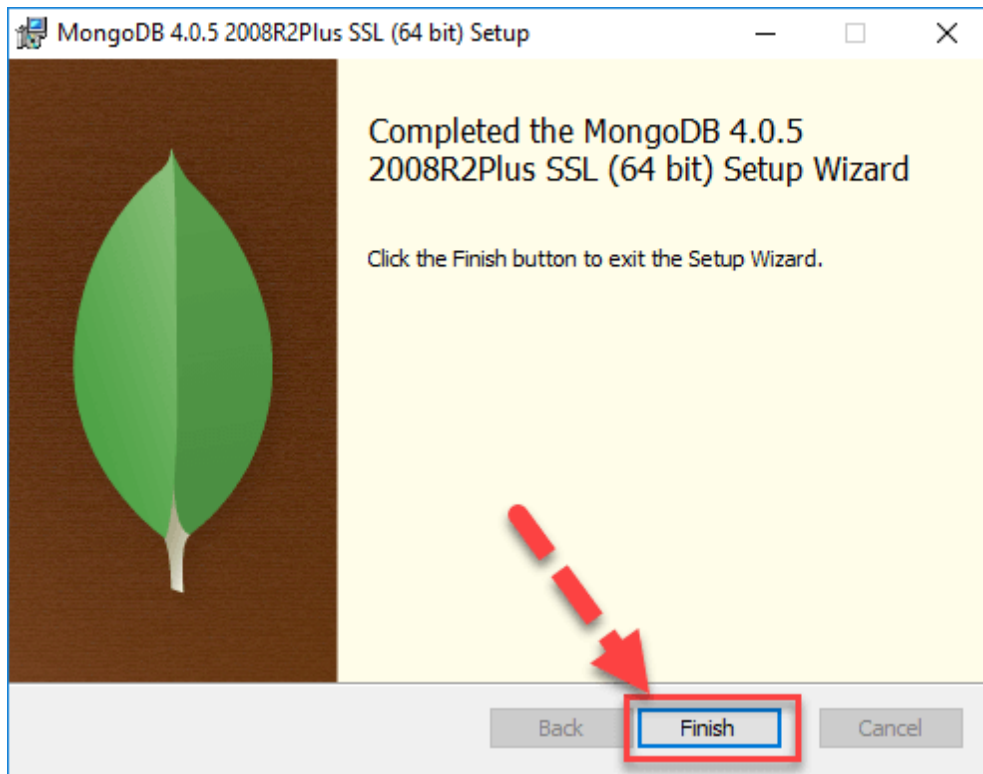 MongoDB 4.0.5 2008R2Plus SSL (64 bit) Setup
Completed the MongoDB 4.0.5
2008R2Plus SSL (64 bit) Setup Wizard
Click the Finish button to exit the Setup Wizard.
Back
Finish
Cancel